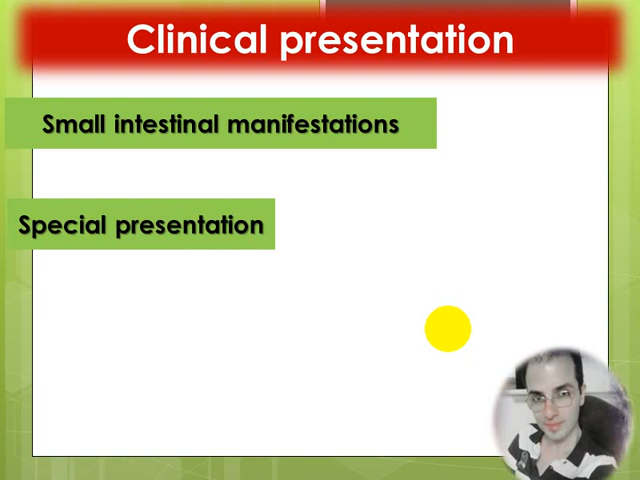 Clinical presentation
Small intestinal manifestations
Special presentation